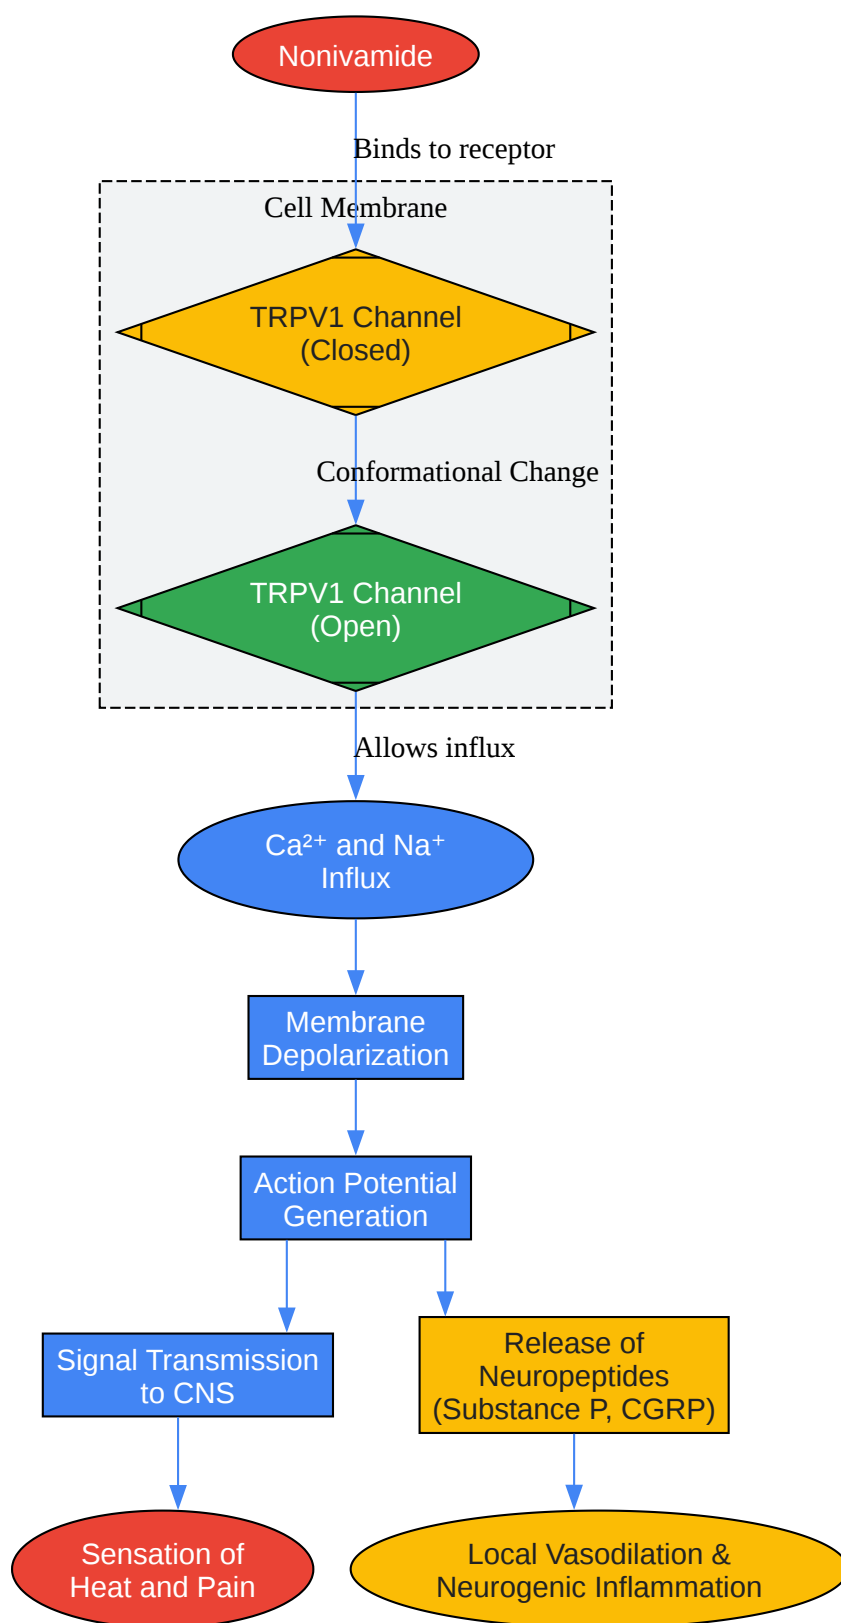 Nonivamide
Binds to receptor
Cell Membrane
TRPV1 Channel
(Closed)
Conformational Change
TRPV1 Channel
(Open)
Allows influx
Ca²⁺ and Na⁺
Influx
Membrane
Depolarization
Action Potential
Generation
Signal Transmission
to CNS
Release of
Neuropeptides
(Substance P, CGRP)
Sensation of
Heat and Pain
Local Vasodilation &
Neurogenic Inflammation